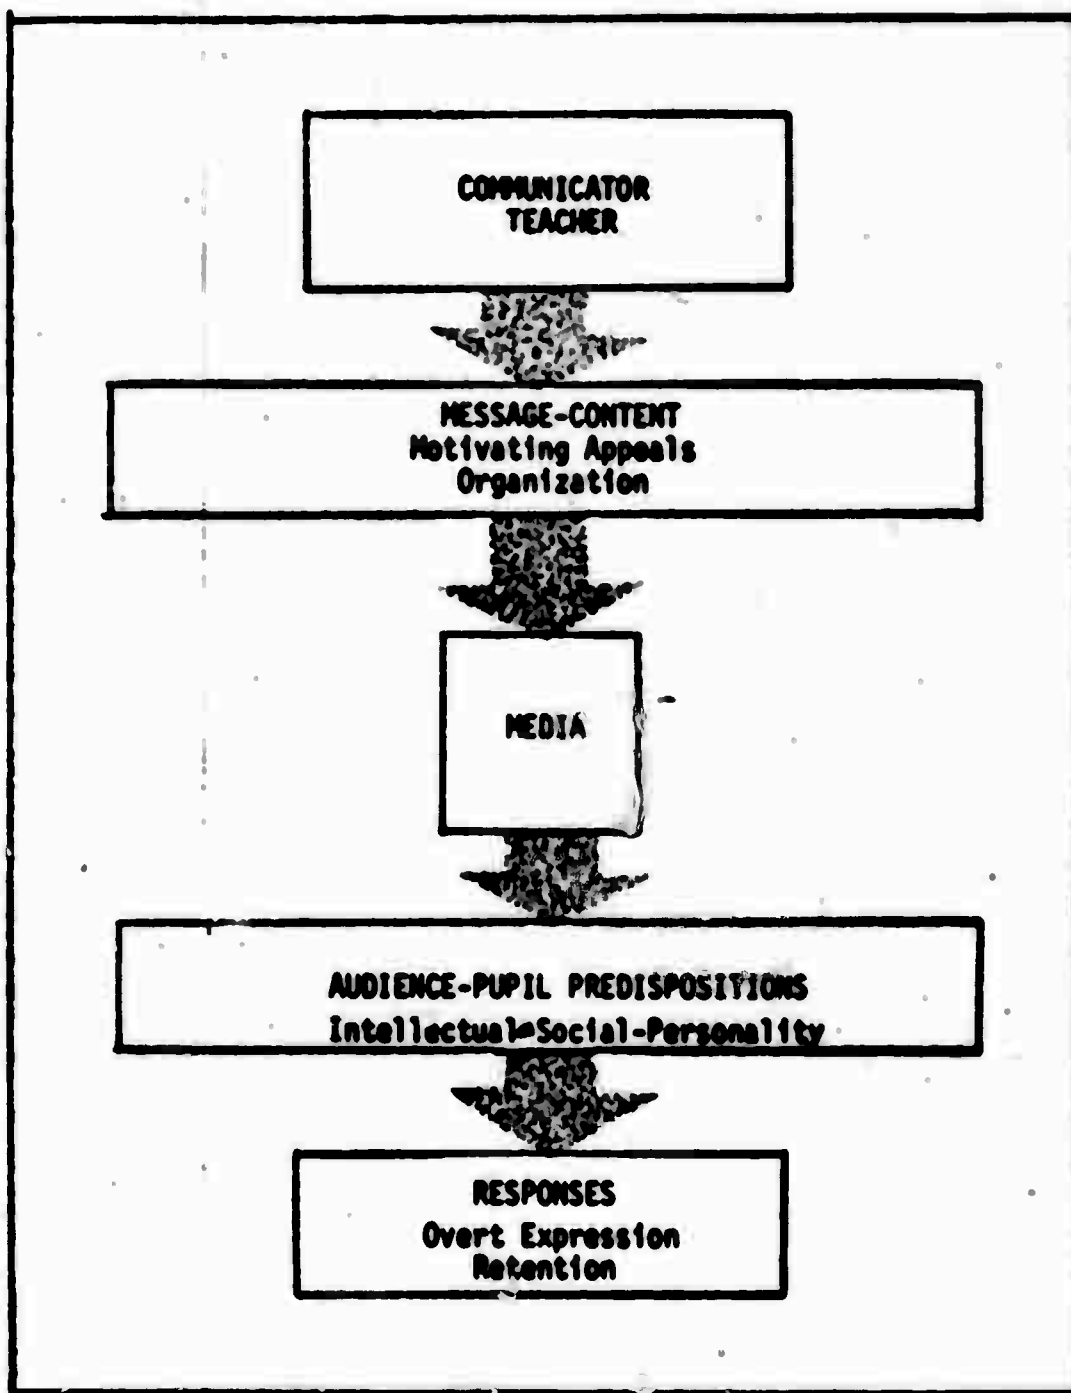 COMMUNICATOR
TEACHER
MESSAGE-CONTENT
Motivating Appeals
Organization
MEDIA
AUDIENCE-PUPIL PREDISPOSITIONS
Intellectual-Social-Personality
RESPONSES
Overt Expression
Retention